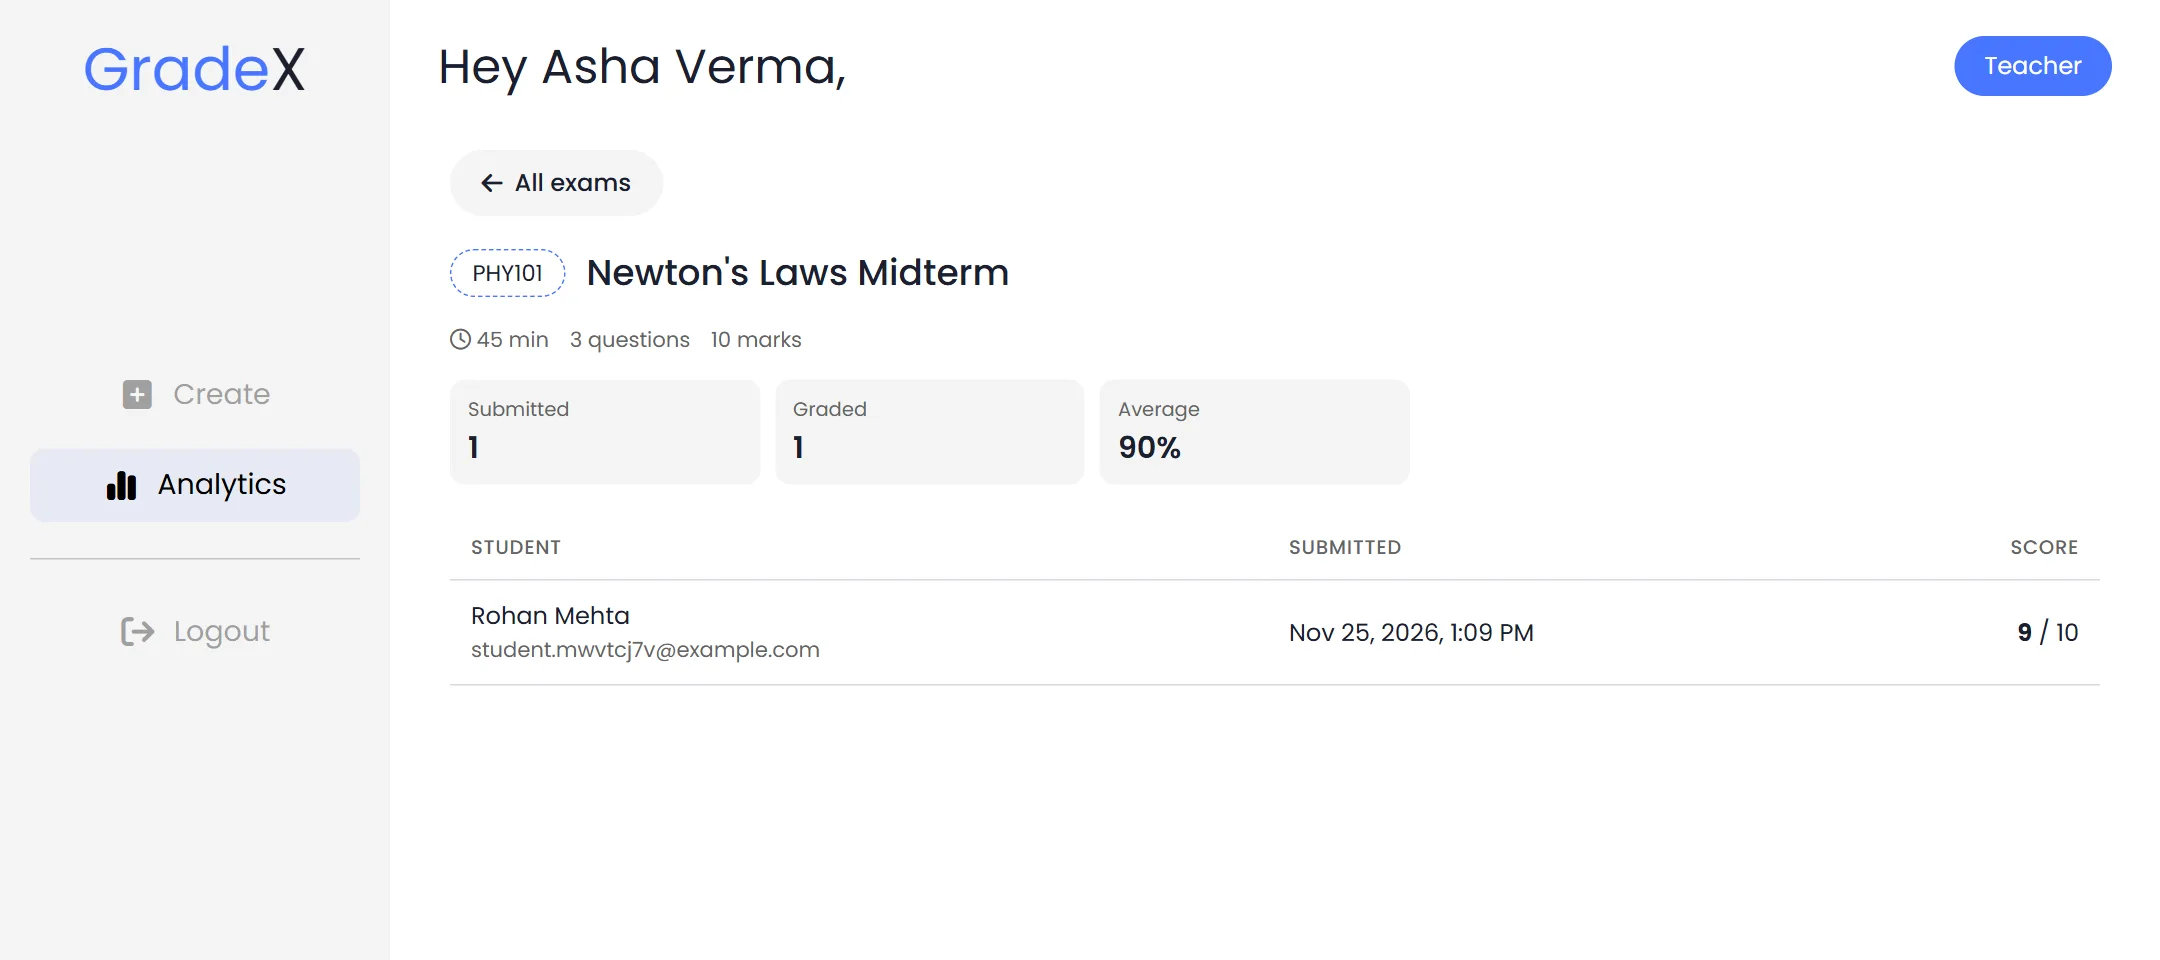 GradeX
Hey Asha Verma,
Teacher
All exams
PHY101 Newton's Laws Midterm
45 min 3 questions 10 marks
Create
Analytics
Logout
Submitted
1
Graded
1
Average
90%
STUDENT SUBMITTED SCORE
Rohan Mehta
student.mwvtcj7v@example.com
Nov 25, 2026, 1:09 PM
9 / 10